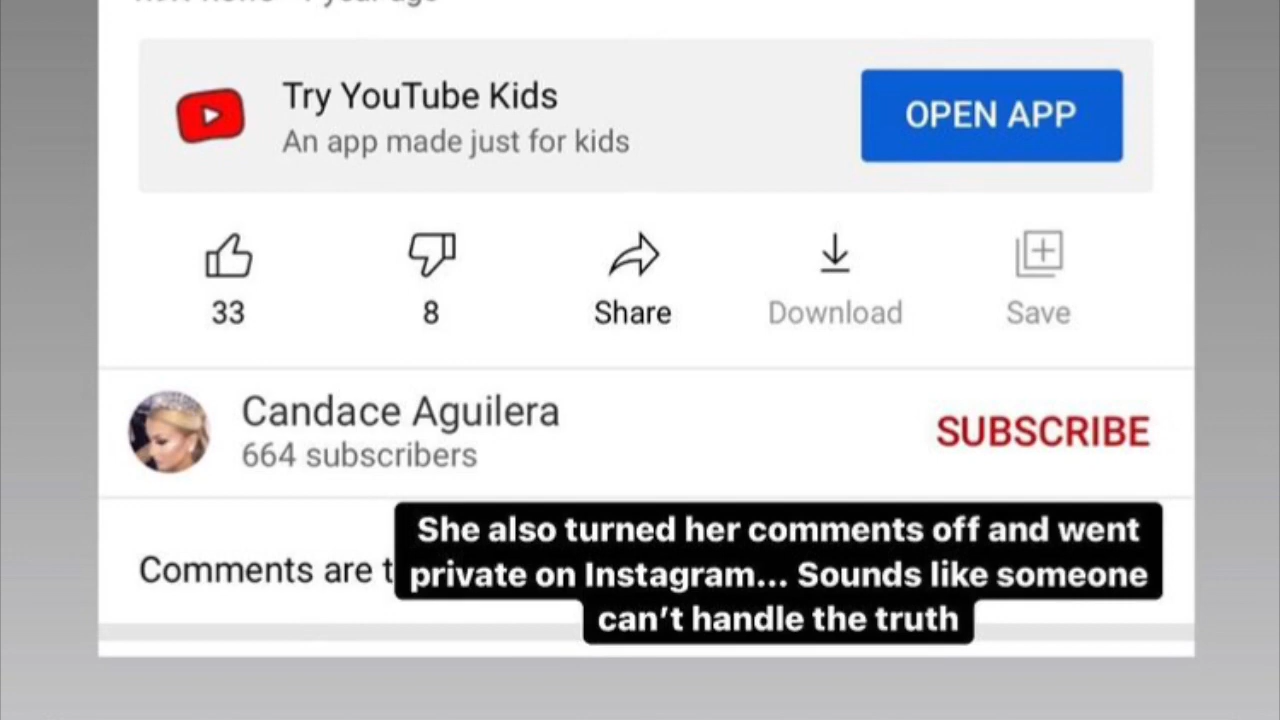 Try YouTube Kids
An app made just for kids
OPEN APP
33
8
Share
Download
Save
Candace Aguilera
664 subscribers
SUBSCRIBE
Comments are
She also turned her comments off and went
private on Instagram... Sounds like someone
can't handle the truth